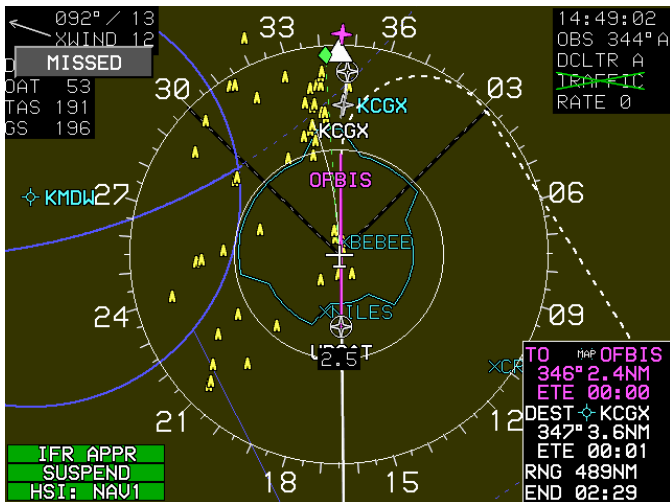 092°/ 13
XWIND 12
MISSED
OAT 53
TAS 191
GS 196
14:49:02
OBS 344°A
DCLTR A
TRAFFIC
RATE 0
33
36
30
03
KCGX
KCGX
OFBIS
KMDW
27
06
BEBEE
24
NILES
09
2.5
21
12
18
15
TO MAP OFBIS
346° 2.4NM
ETE 00:00
DEST KCGX
347° 3.6NM
ETE 00:01
RNG 489NM
END 02:29
IFR APPR
SUSPEND
HSI: NAV1